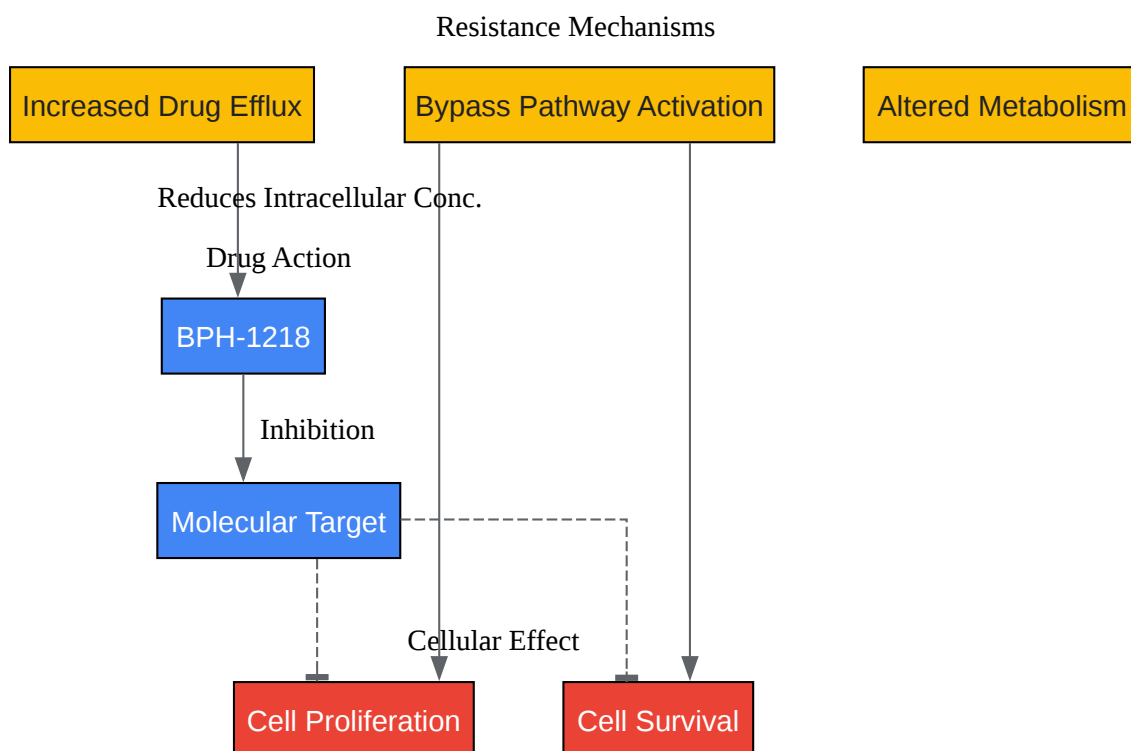 Resistance Mechanisms
Increased Drug Efflux
Bypass Pathway Activation
Altered Metabolism
Reduces Intracellular Conc.
Drug Action
BPH-1218
Inhibition
Molecular Target
Cellular Effect
Cell Proliferation
Cell Survival